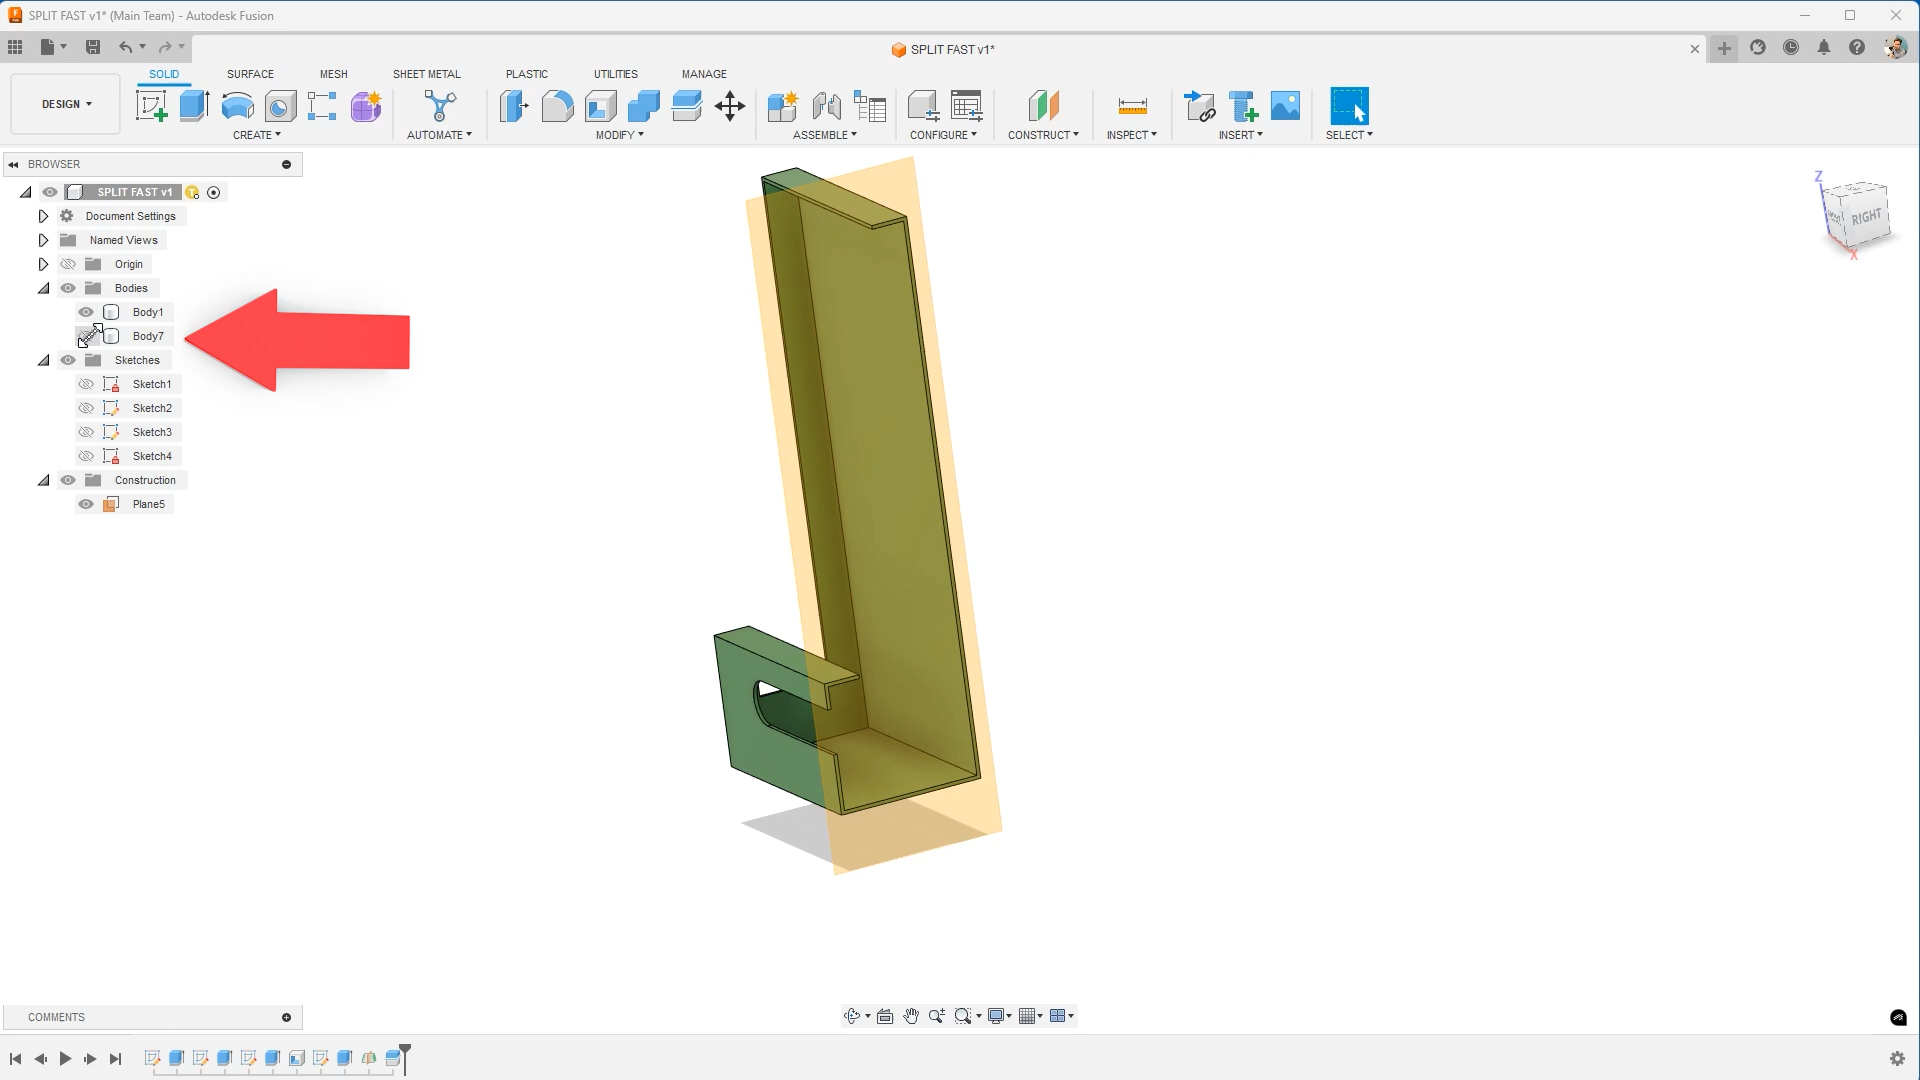 SPLIT FAST v1* (Main Team) - Autodesk Fusion
SPLIT FAST v1*
SOLID SURFACE MESH SHEET METAL PLASTIC UTILITIES MANAGE
DESIGN
CREATE AUTOMATE MODIFY ASSEMBLE CONFIGURE CONSTRUCT INSPECT INSERT SELECT
BROWSER
SPLIT FAST v1
Document Settings
Named Views
Origin
Bodies
Body1
Body7
Sketches
Sketch1
Sketch2
Sketch3
Sketch4
Construction
Plane5
Z
RIGHT
X
COMMENTS